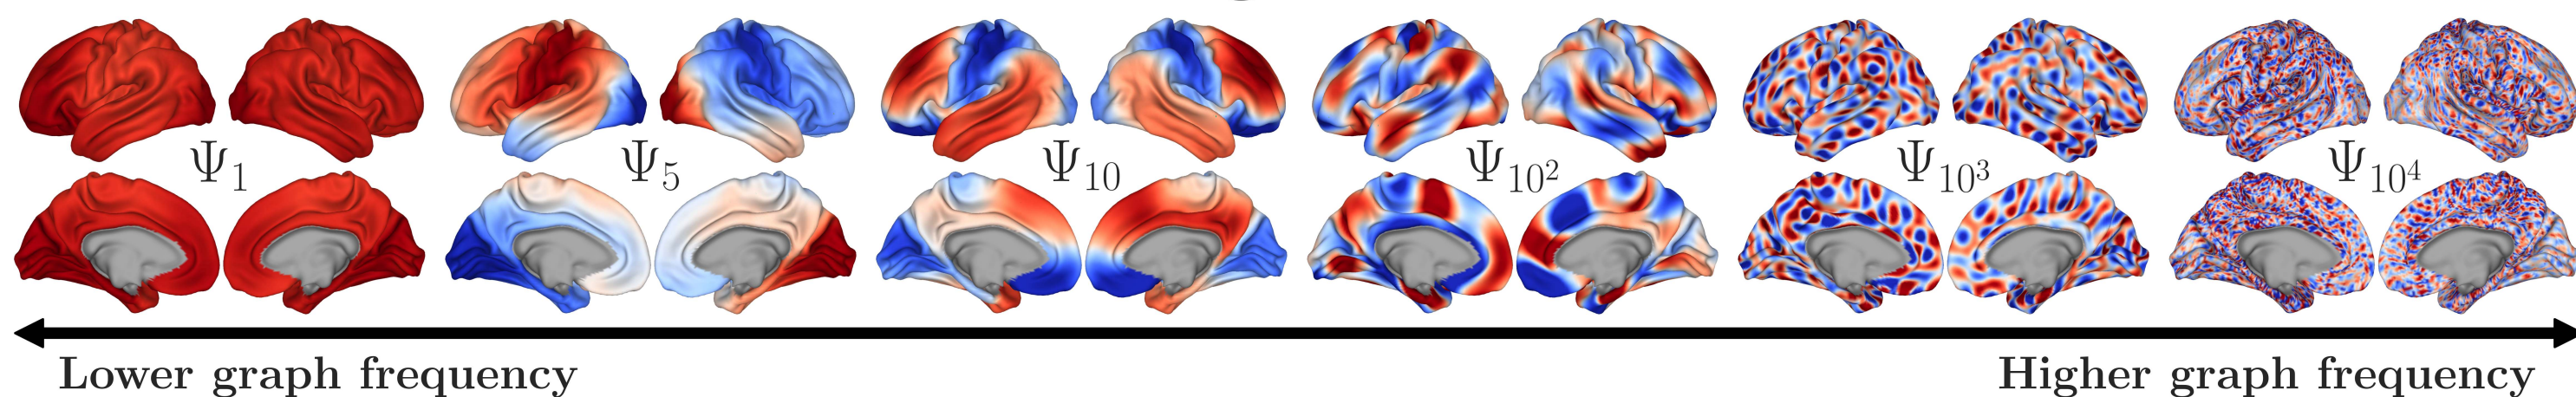 Ψ₁ Ψ₅ Ψ₁₀ Ψ₁₀² Ψ₁₀³ Ψ₁₀⁴
Lower graph frequency Higher graph frequency